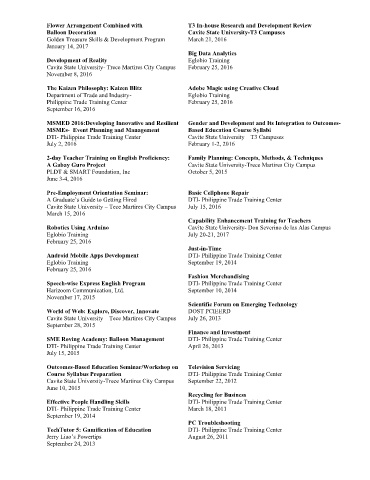 Flower Arrangement Combined with
Balloon Decoration
Golden Treasure Skills & Development Program
January 14, 2017
Development of Reality
Cavite State University- Trece Martires City Campus
November 8, 2016
The Kaizen Philosophy: Kaizen Blitz
Department of Trade and Industry-
Philippine Trade Training Center
September 16, 2016
MSMED 2016:Developing Innovative and Resilient
MSMEs- Event Planning and Management
DTI- Philippine Trade Training Center
July 2, 2016
2-day Teacher Training on English Proficiency:
A Gabay Guro Project
PLDT & SMART Foundation, Inc
June 3-4, 2016
Pre-Employment Orientation Seminar:
A Graduate's Guide to Getting Hired
Cavite State University – Tece Martires City Campus
March 15, 2016
Robotics Using Arduino
Eglobio Training
February 25, 2016
Android Mobile Apps Development
Eglobio Training
February 25, 2016
Speech-wise Express English Program
Harizoom Communication, Ltd.
November 17, 2015
World of Web: Explore, Discover, Innovate
Cavite State University Tece Martires City Campus
September 28, 2015
SME Roving Academy: Balloon Management
DTI- Philippine Trade Training Center
July 15, 2015
Outcomes-Based Education Seminar/Workshop on
Course Syllabus Preparation
Cavite State University-Trece Martires City Campus
June 10, 2015
Effective People Handling Skills
DTI- Philippine Trade Training Center
September 19, 2014
TechTutor 5: Gamification of Education
Jerry Liao's Powertips
September 24, 2013
T3 In-house Research and Development Review
Cavite State University-T3 Campuses
March 21, 2016
Big Data Analytics
Eglobio Training
February 25, 2016
Adobe Magic using Creative Cloud
Eglobio Training
February 25, 2016
Gender and Development and Its Integration to Outcomes-
Based Education Course Syllabi
Cavite State University T3 Campuses
February 1-2, 2016
Family Planning: Concepts, Methods, & Techniques
Cavite State University-Trece Martires City Campus
October 5, 2015
Basic Cellphone Repair
DTI- Philippine Trade Training Center
July 15, 2016
Capability Enhancement Training for Teachers
Cavite State University- Don Severino de las Alas Campus
July 20-21, 2017
Just-in-Time
DTI- Philippine Trade Training Center
September 19, 2014
Fashion Merchandising
DTI- Philippine Trade Training Center
September 10, 2014
Scientific Forum on Emerging Technology
DOST PCIEERD
July 26, 2013
Finance and Investment
DTI- Philippine Trade Training Center
April 26, 2013
Television Servicing
DTI- Philippine Trade Training Center
September 22, 2012
Recycling for Business
DTI- Philippine Trade Training Center
March 18, 2011
PC Troubleshooting
DTI- Philippine Trade Training Center
August 26, 2011